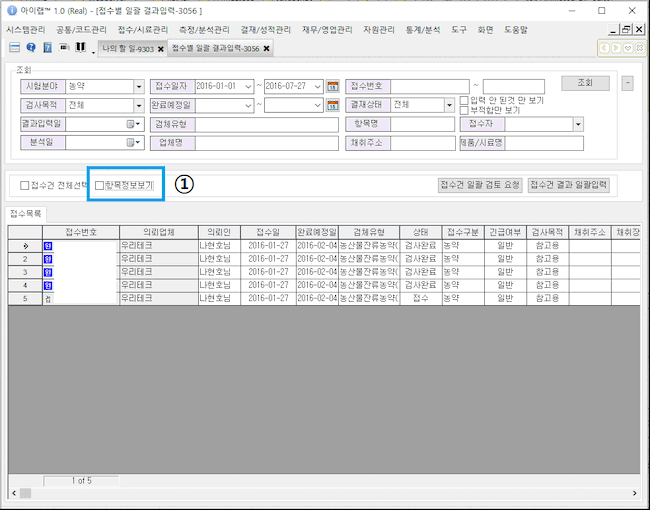 아이랩™ 1.0 (Real) - [접수별 일괄 결과입력-3056 ]
시스템관리 공통/코드관리 접수/시료관리 측정/분석관리 결재/성적관리 재무/영업관리 자원관리 통계/분석 도구 화면 도움말
나의 할 일-9303 접수별 일괄 결과입력-3056
조회
시험분야 농약 접수일자 2016-01-01 ~ 2016-07-27 접수번호 ~ 조회 -
검사목적 전체 완료예정일 ~ 결재상태 전체 입력 안 된것 만 보기
부적합만 보기
결과입력일 검체유형 항목명 접수자
분석일 업체명 채취주소 제품/시료명
접수건 전체선택 항목정보보기 ① 접수건 일괄 검토 요청 접수건 결과 일괄입력
접수목록
접수번호 의뢰업체 의뢰인 접수일 완료예정일 검체유형 상태 접수구분 긴급여부 검사목적 채취주소 채취장
완 우리테크 나현호님 2016-01-27 2016-02-04 농산물잔류농약( 검사완료 농약 일반 참고용
2 완 우리테크 나현호님 2016-01-27 2016-02-04 농산물잔류농약( 검사완료 농약 일반 참고용
3 완 우리테크 나현호님 2016-01-27 2016-02-04 농산물잔류농약( 검사완료 농약 일반 참고용
4 완 우리테크 나현호님 2016-01-27 2016-02-04 농산물잔류농약( 검사완료 농약 일반 참고용
5 접 우리테크 나현호님 2016-01-27 2016-02-04 농산물잔류농약( 접수 농약 일반 참고용
1 of 5